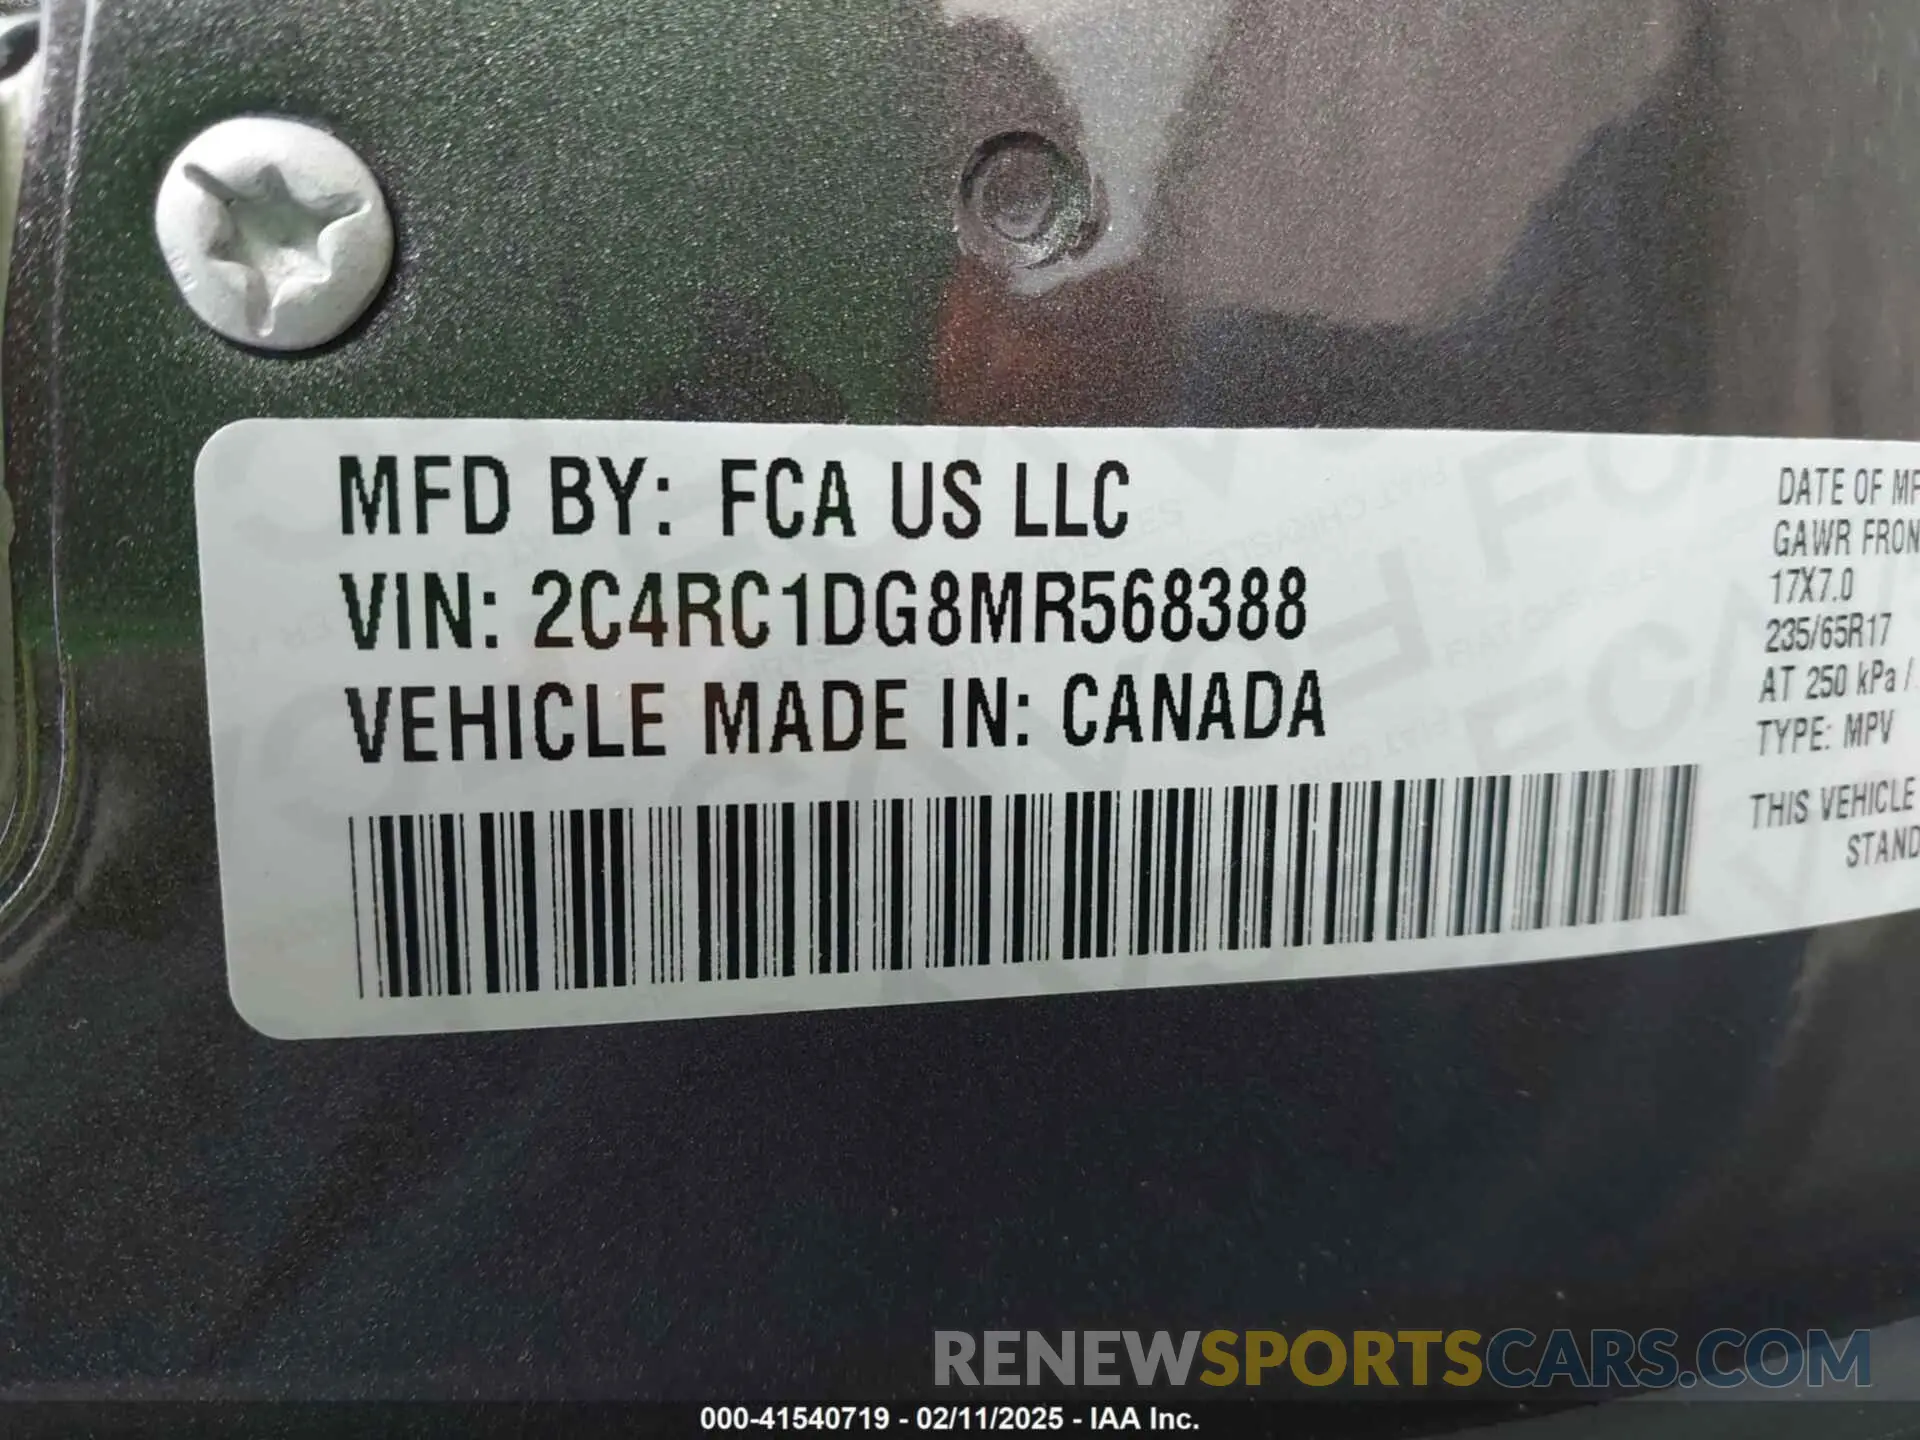 MFD BY: FCA US LLC
VIN: 2C4RC1DG8MR568388
VEHICLE MADE IN: CANADA
DATE OF
GAWR
17X7.0
235/65R17
AT 250 kPa /
TYPE: MPV
THIS VEHICLE
RENEWSPORTSCARS.COM
000-41540719 - 02/11/2025 - IAA Inc.